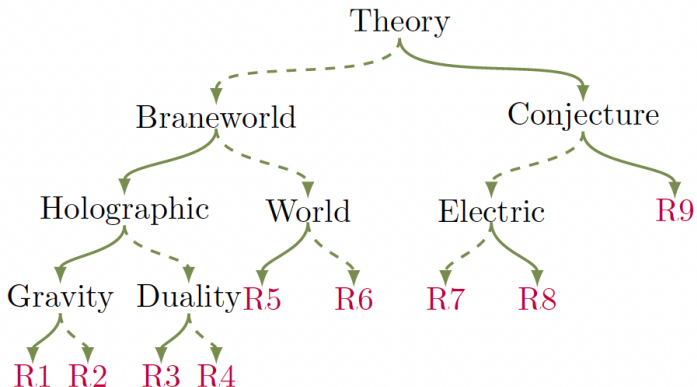 Theory
Braneworld Conjecture
Holographic World Electric R9
Gravity Duality R5 R6 R7 R8
R1 R2 R3 R4